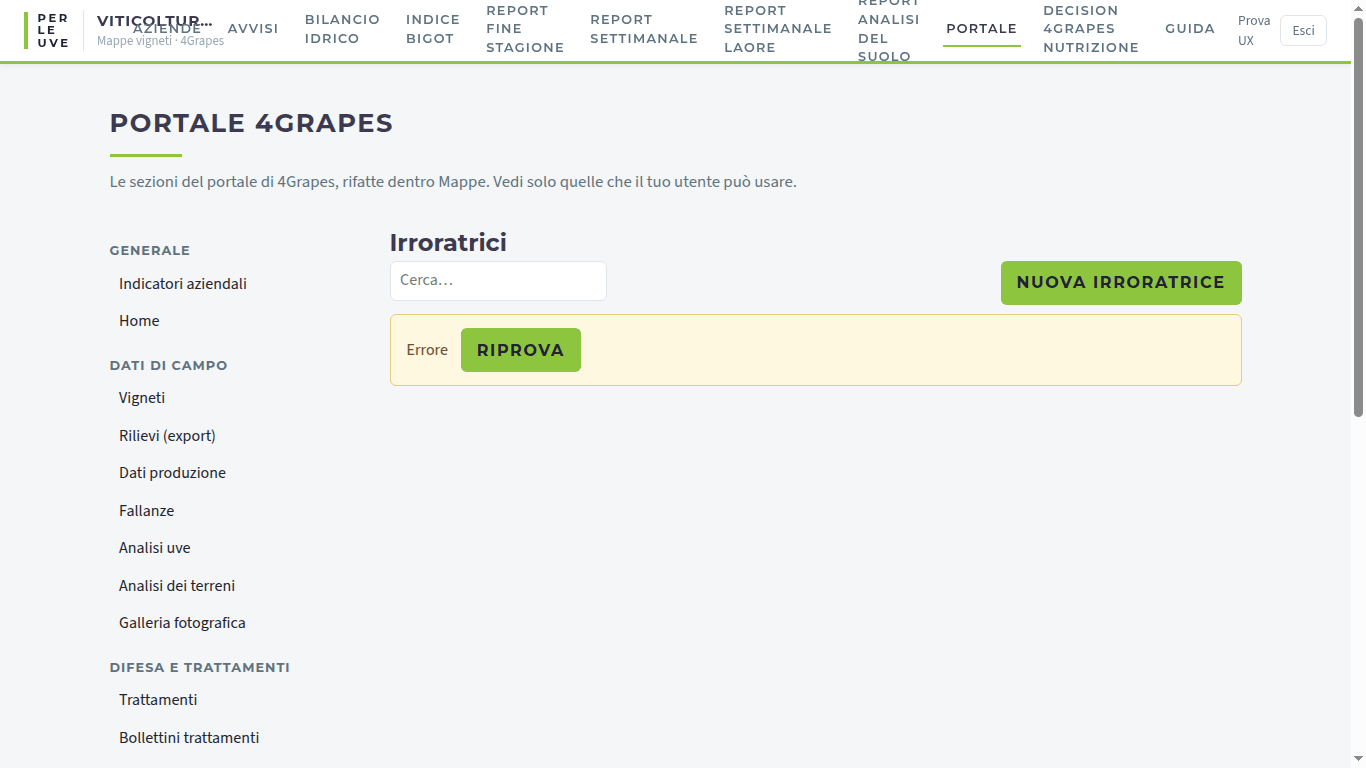 PER
LE
UVE
VITICOLTUR...
Mappe vigneti · 4Grapes
AZIENDE
AVVISI
BILANCIO
IDRICO
INDICE
BIGOT
REPORT
FINE
STAGIONE
REPORT
SETTIMANALE
REPORT
SETTIMANALE
LAORE
REPORT
ANALISI
DEL
SUOLO
PORTALE
DECISION
4GRAPES
NUTRIZIONE
GUIDA
Prova
UX
Esci
PORTALE 4GRAPES
Le sezioni del portale di 4Grapes, rifatte dentro Mappe. Vedi solo quelle che il tuo utente può usare.
GENERALE
Indicatori aziendali
Home
DATI DI CAMPO
Vigneti
Rilievi (export)
Dati produzione
Fallanze
Analisi uve
Analisi dei terreni
Galleria fotografica
DIFESA E TRATTAMENTI
Trattamenti
Bollettini trattamenti
Irroratrici
Cerca...
NUOVA IRRORATRICE
Errore
RIPROVA